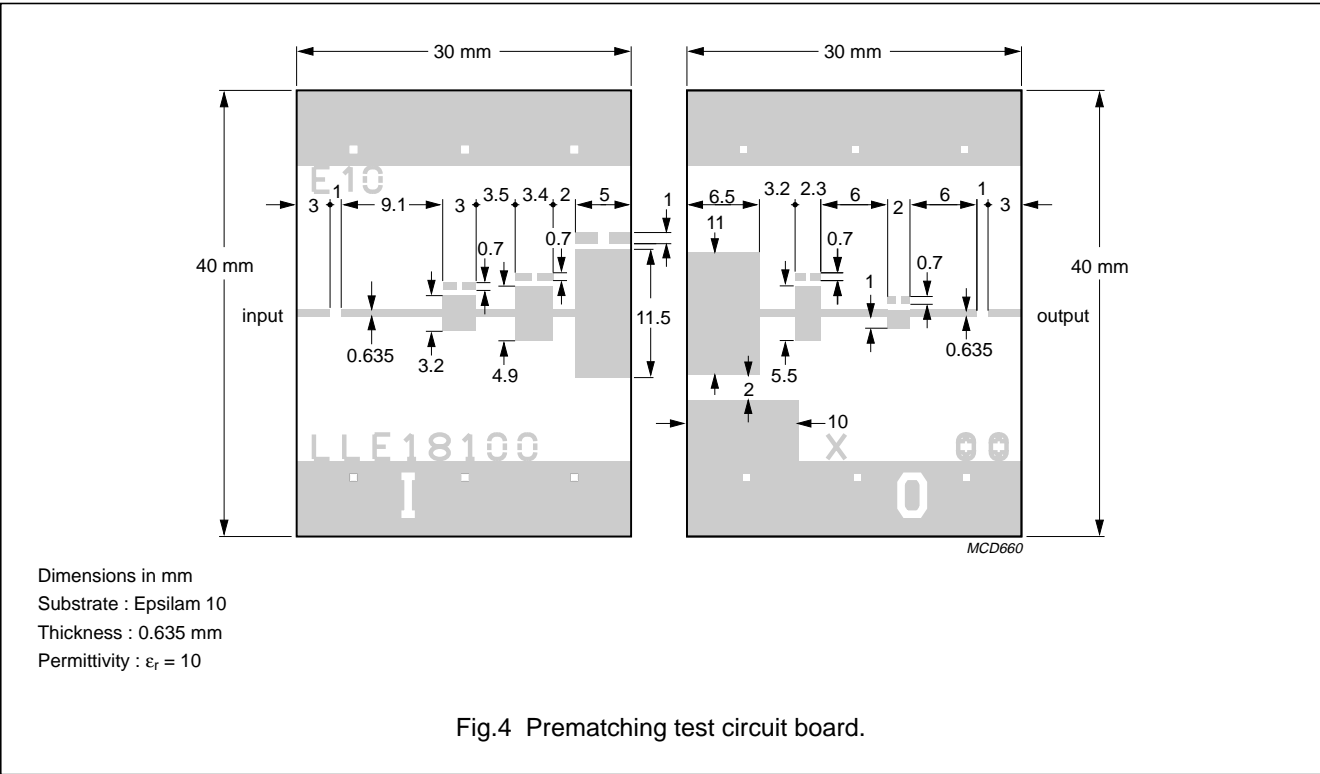 30 mm
30 mm
E10
3 1 9.1 3 3.5 3.4 2 5 1
6.5 3.2 2.3 6 2 6 1 3
11
0.7 0.7
0.7
0.7
40 mm
40 mm
1
input
11.5
output
0.635
3.2
4.9
5.5
0.635
2
10
LLE18100
X 00
I
O
MCD660
Dimensions in mm
Substrate : Epsilam 10
Thickness : 0.635 mm
Permittivity : εr = 10
Fig.4 Prematching test circuit board.